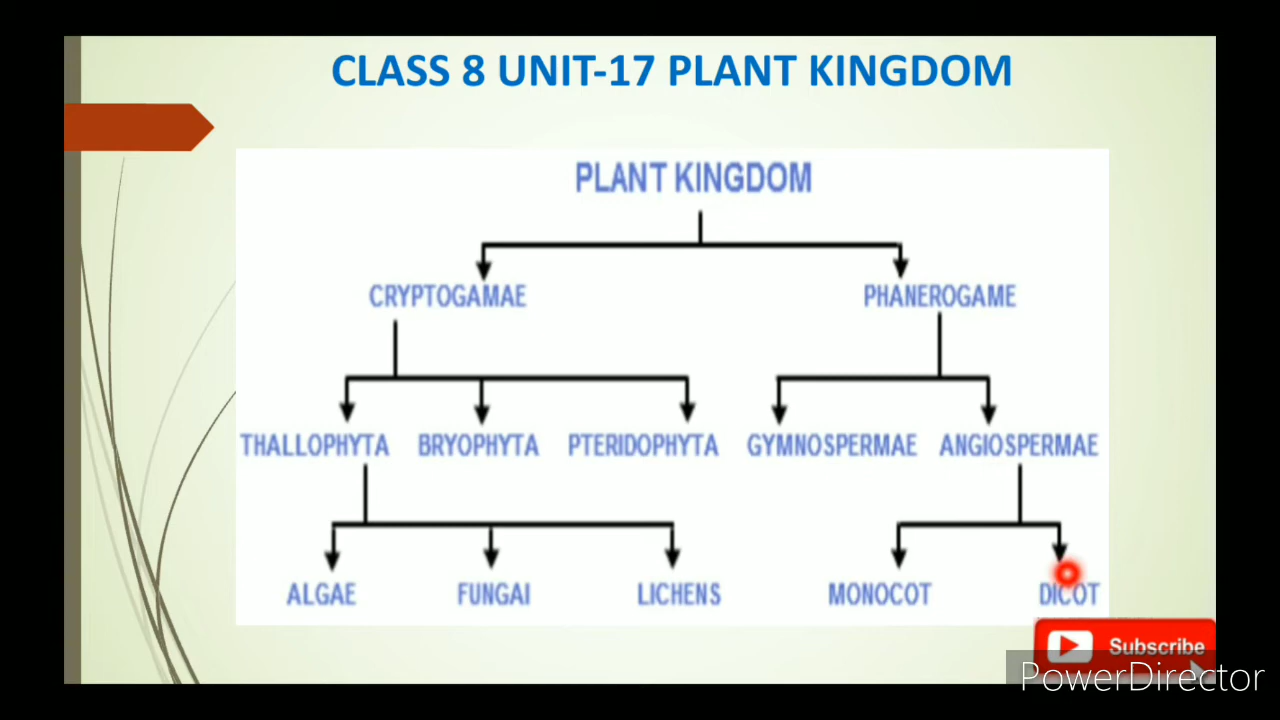 CLASS 8 UNIT-17 PLANT KINGDOM
PLANT KINGDOM
CRYPTOGAMAE PHANEROGAME
THALLOPHYTA BRYOPHYTA PTERIDOPHYTA GYMNOSPERMAE ANGIOSPERMAE
ALGAE FUNGAI LICHENS MONOCOT DICOT
Subscribe
PowerDirector